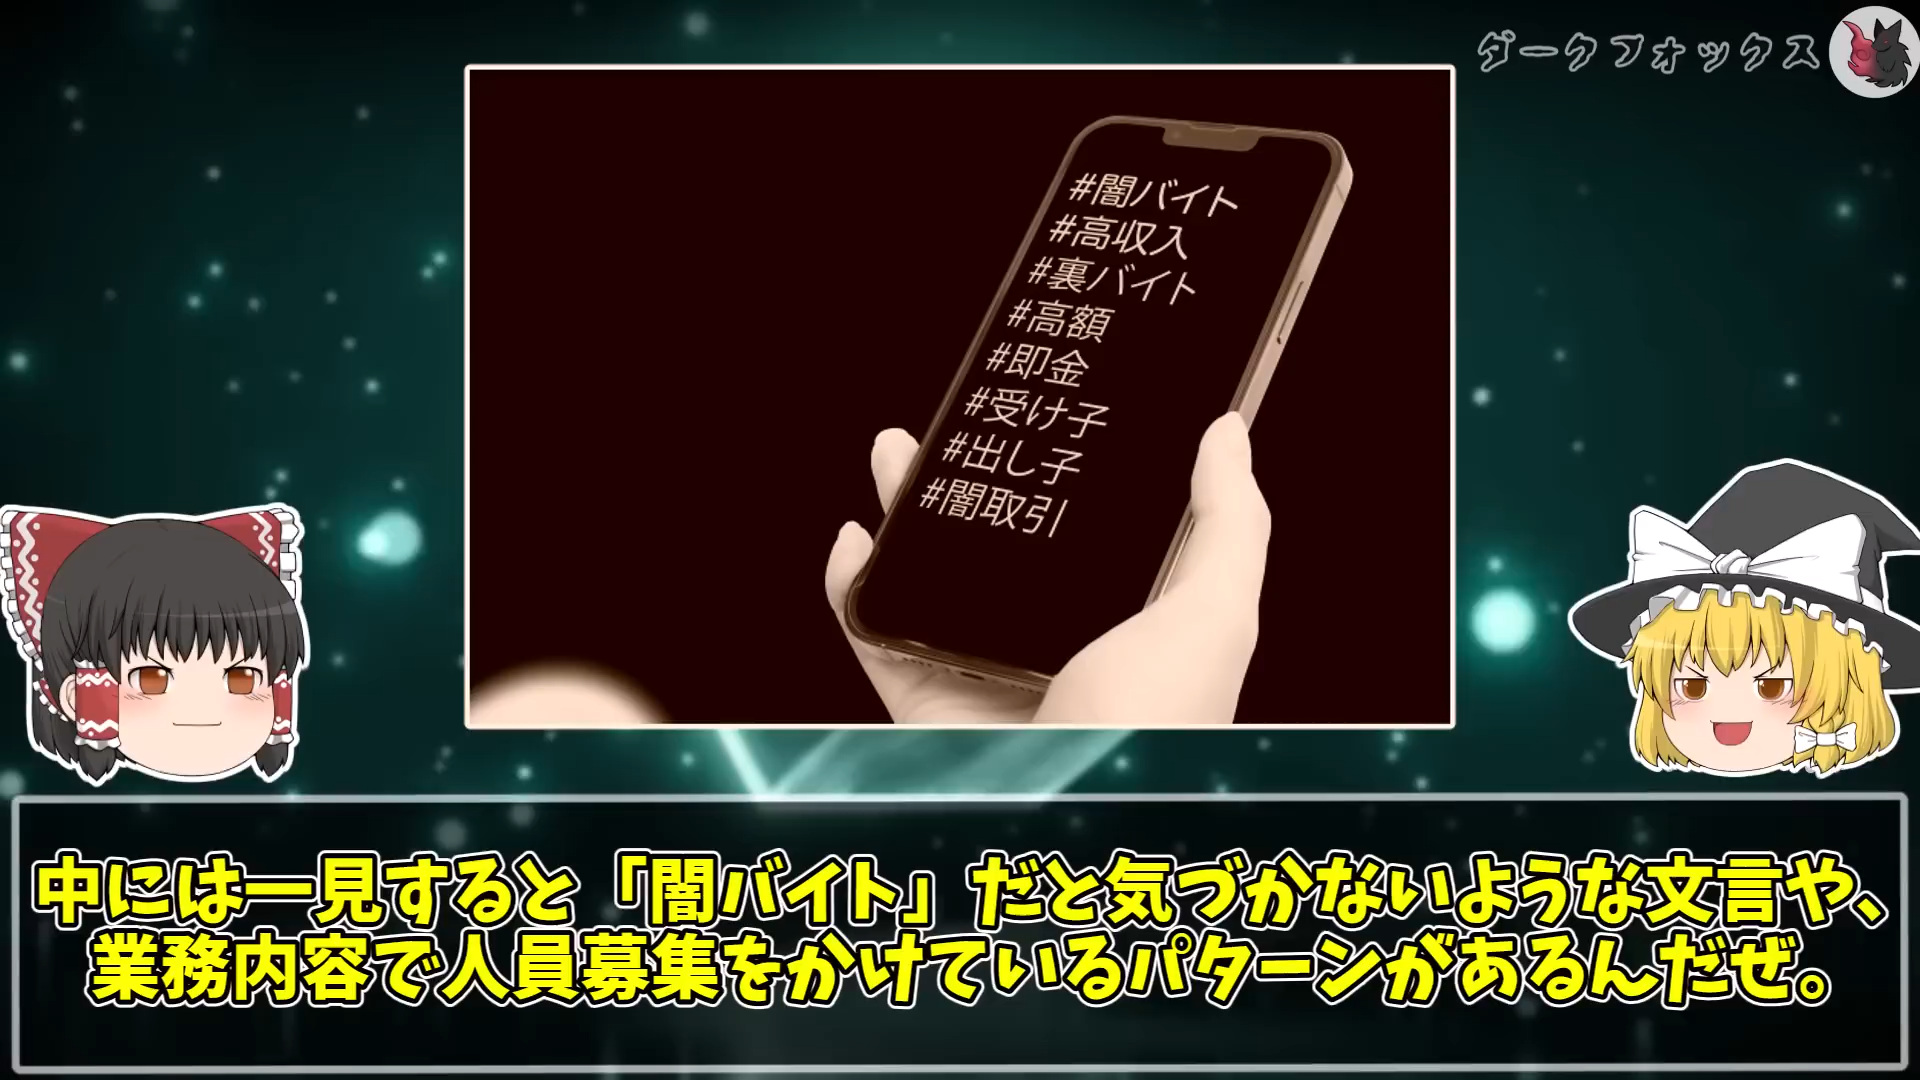 ダークフォックス
#闇バイト
#高収入
#裏バイト
#高額
#即金
#受け子
#出し子
#闇取引
中には一見すると「闇バイト」だと気づかないような文言や、
業務内容で人員募集をかけているパターンがあるんだぜ。